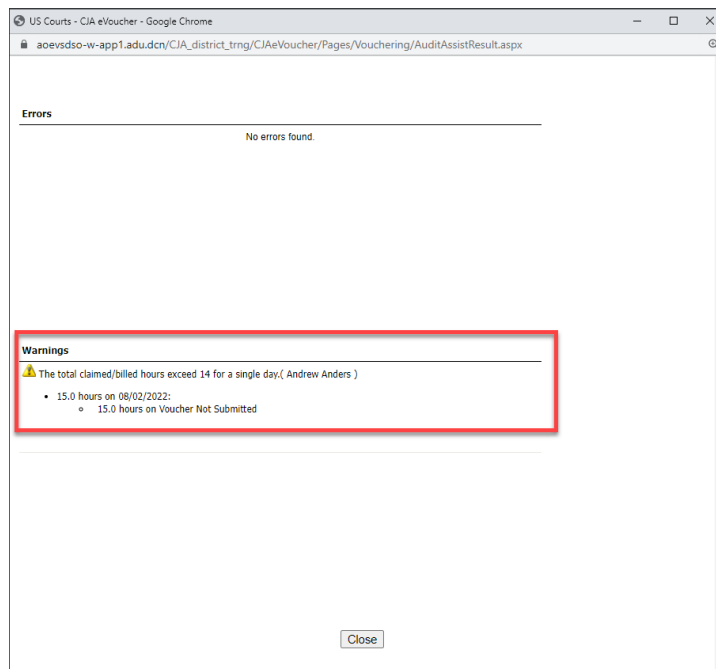 US Courts - CJA eVoucher - Google Chrome
aoevsdso-w-app1.adu.dcn/CJA_district_trng/CJAeVoucher/Pages/Vouchering/AuditAssistResult.aspx
Errors
No errors found.
Warnings
The total claimed/billed hours exceed 14 for a single day.( Andrew Anders )
• 15.0 hours on 08/02/2022:
o 15.0 hours on Voucher Not Submitted
Close